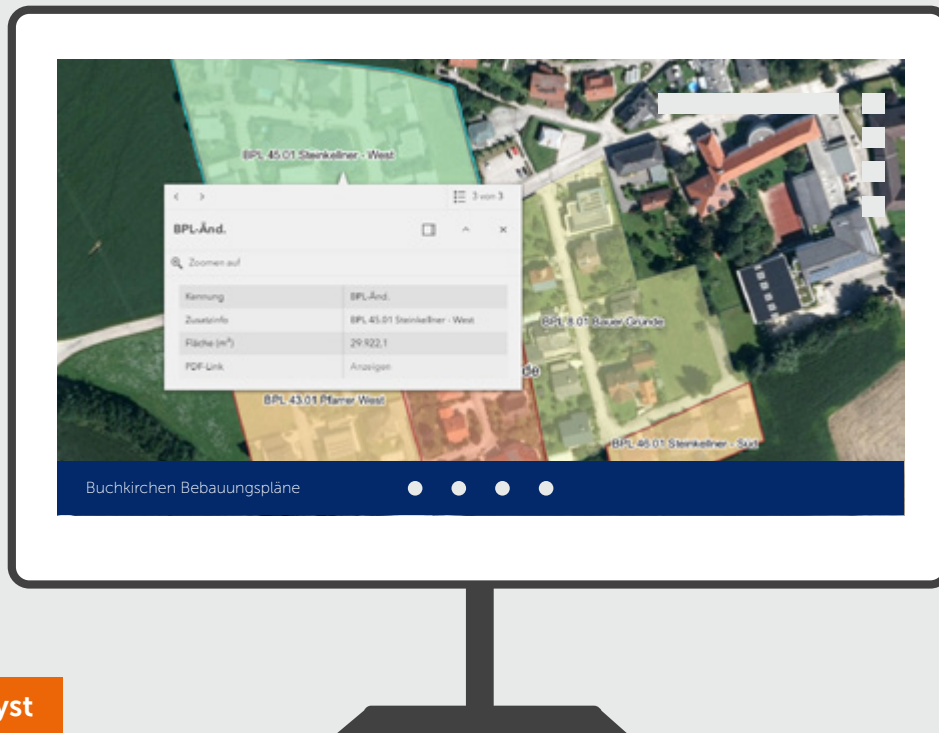 BPL 45.01 Steinkellner - West
3 von 3
BPL-Änd.
Zoomen auf
Kennung BPL-Änd.
Zusatzinfo BPL 45.01 Steinkellner - West
Fläche (m²) 29.922,1
PDF-Link Anzeigen
BPL 8.01 Bauer Gründe
de
BPL 43.01 Pfarrer West
BPL 46.01 Steinkellner - Süd
Buchkirchen Bebauungspläne
yst